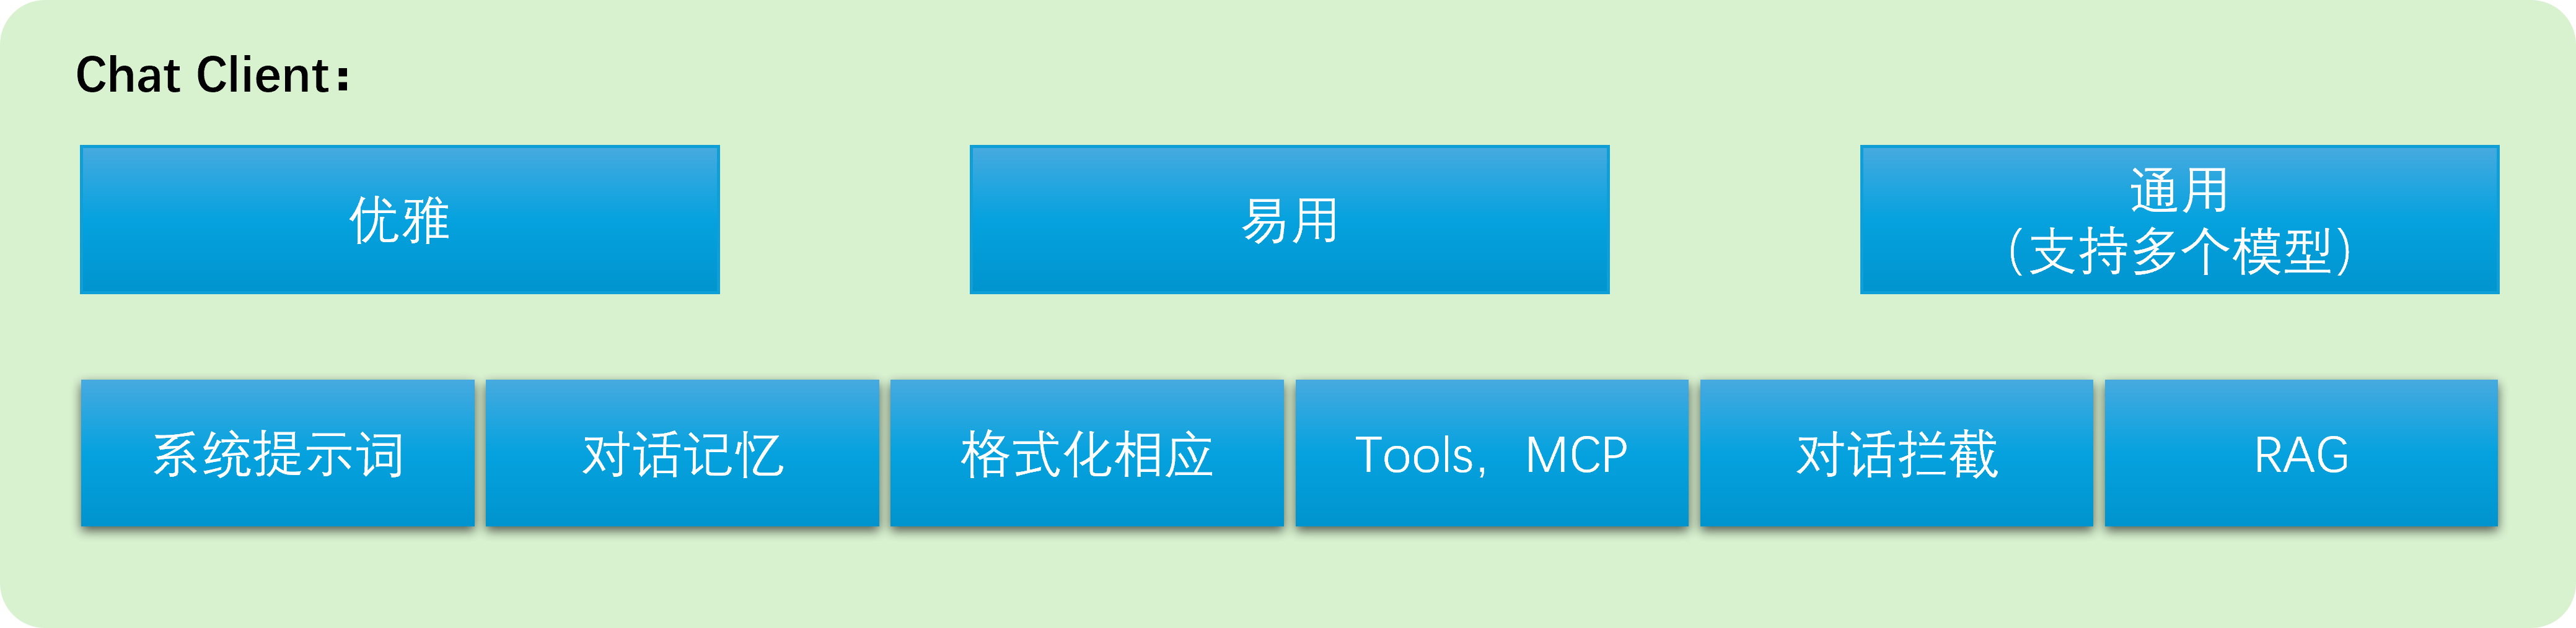 Chat Client：
优雅
易用
通用
（支持多个模型）
系统提示词
对话记忆
格式化相应
Tools，MCP
对话拦截
RAG